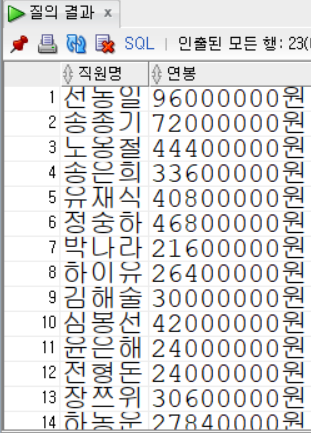 질의 결과 ×
SQL | 인출된 모든 행: 23(
직원명 연봉
1 선동일 96000000원
2 송종기 72000000원
3 노옹철 44400000원
4 송은희 33600000원
5 유재식 40800000원
6 정중하 46800000원
7 박나라 21600000원
8 하이유 26400000원
9 김해술 30000000원
10 심봉선 42000000원
11 윤은해 24000000원
12 전형돈 24000000원
13 장쯔위 30600000원
14 하동운 27840000원